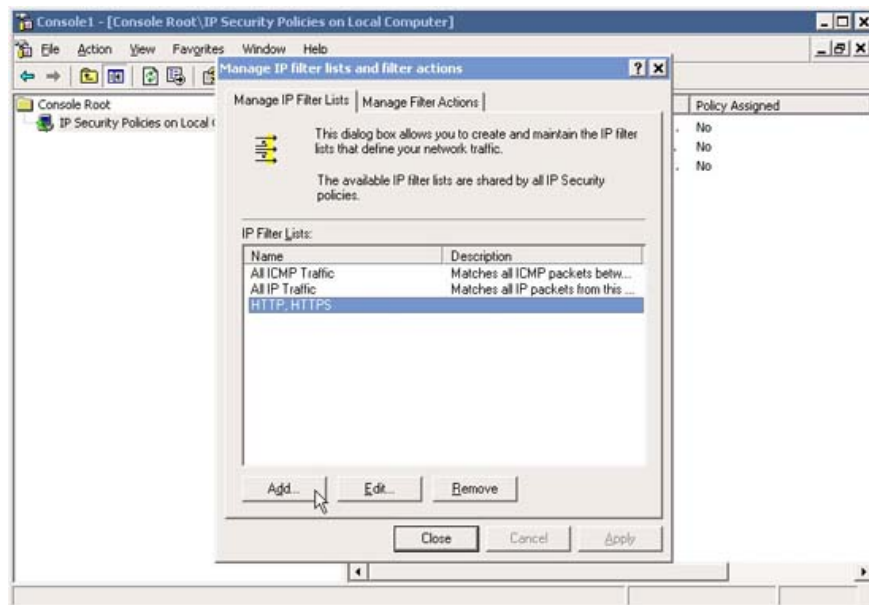 Console1 - [Console Root\IP Security Policies on Local Computer]
File Action View Favorites Window Help
Manage IP filter lists and filter actions
Console Root
IP Security Policies on Local
Manage IP Filter Lists Manage Filter Actions
This dialog box allows you to create and maintain the IP filter
lists that define your network traffic.
The available IP filter lists are shared by all IP Security
policies.
IP Filter Lists:
Name Description
All ICMP Traffic Matches all ICMP packets betw...
All IP Traffic Matches all IP packets from this ...
HTTP, HTTPS
Add... Edit... Remove
Close Cancel Apply
Policy Assigned
No
No
No